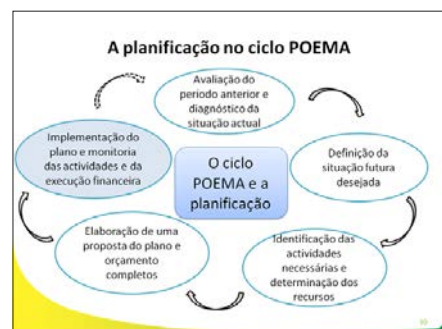 A planificação no ciclo POEMA
Avaliação do
período anterior e
diagnóstico da
situação actual
Definição da
situação futura
desejada
Identificação das
actividades
necessárias e
determinação dos
recursos
Elaboração de uma
proposta do plano e
orçamento
completos
Implementação do
plano e monitoria
das actividades e da
execução financeira
O ciclo
POEMA e a
planificação